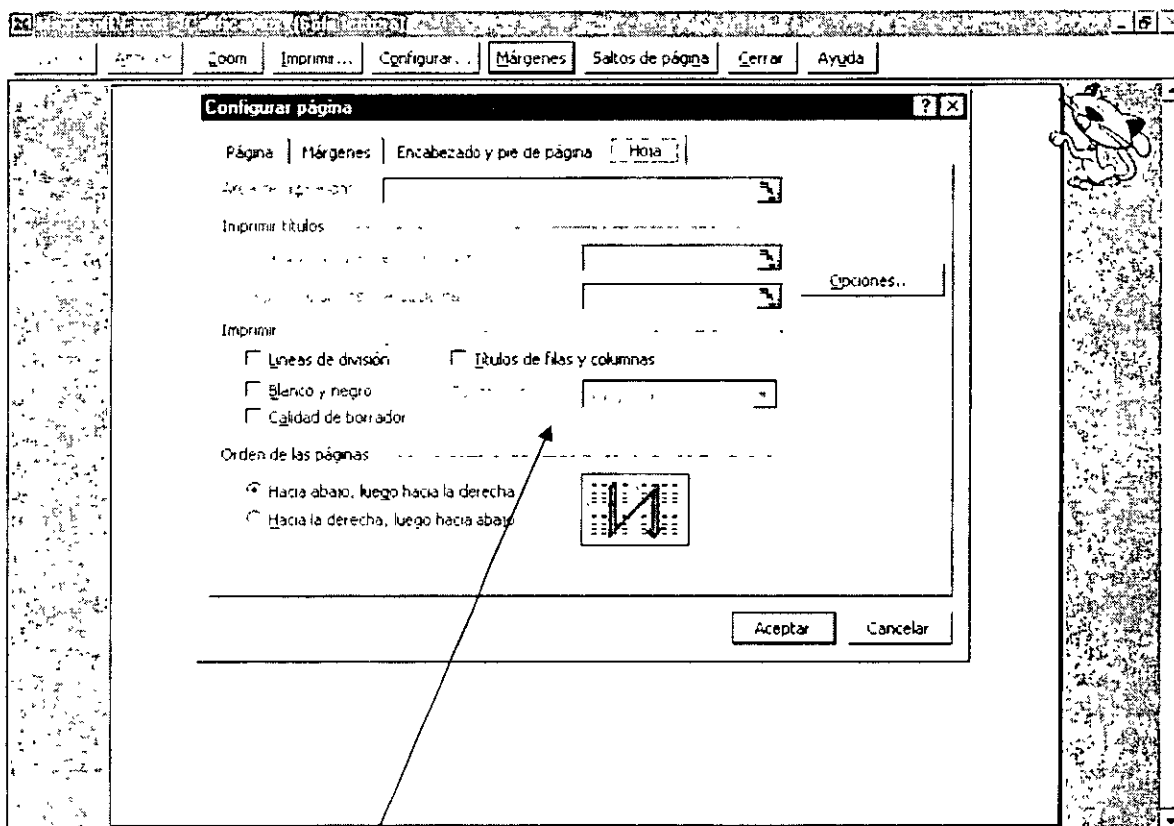 Zoom Imprimir... Configurar... Márgenes Saltos de página Cerrar Ayuda
Configurar página
Página Márgenes Encabezado y pie de página Hoja
Imprimir títulos
Opciones...
Imprimir
Líneas de división Títulos de filas y columnas
Blanco y negro
Calidad de borrador
Orden de las páginas
Hacia abajo, luego hacia la derecha
Hacia la derecha, luego hacia abajo
Aceptar Cancelar